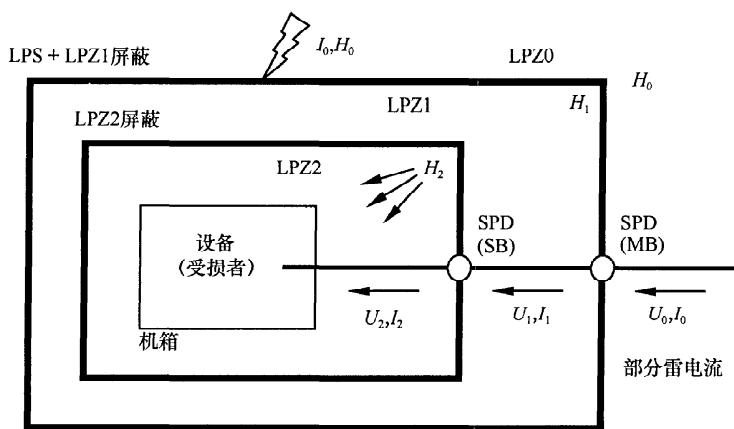 I₀,H₀
LPZ0
LPS + LPZ1屏蔽
H₀
H₁
LPZ1
LPZ2屏蔽
LPZ2
H₂
SPD
(SB)
SPD
(MB)
设备
(受损者)
U₂,I₂
U₁,I₁
U₀,I₀
机箱
部分雷电流